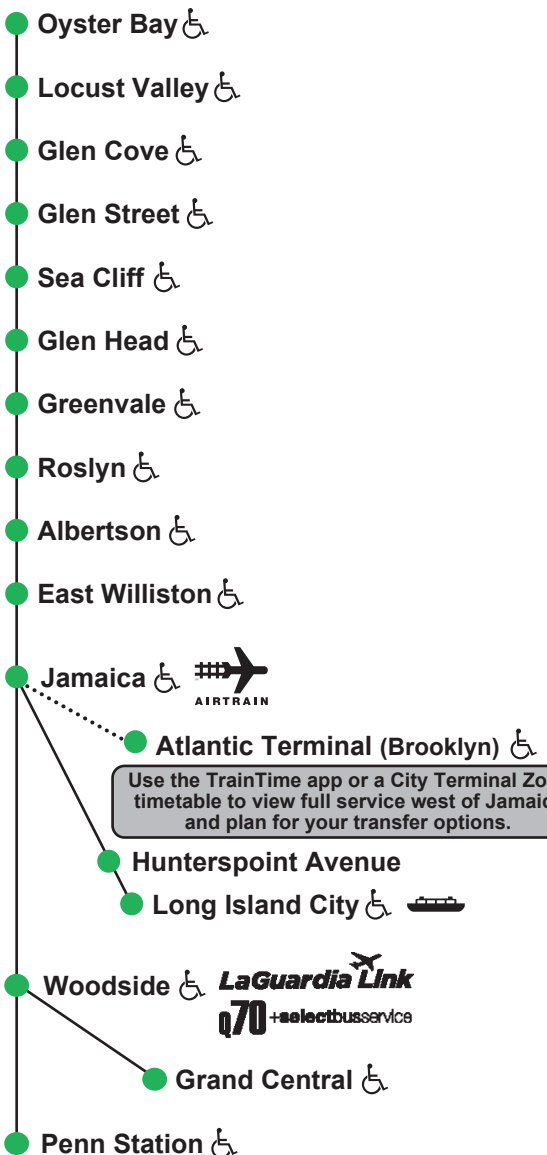 Oyster Bay
Locust Valley
Glen Cove
Glen Street
Sea Cliff
Glen Head
Greenvale
Roslyn
Albertson
East Williston
Jamaica
AIRTRAIN
Atlantic Terminal (Brooklyn)
Use the TrainTime app or a City Terminal Zo
timetable to view full service west of Jamaic
and plan for your transfer options.
Hunterspoint Avenue
Long Island City
Woodside
LaGuardia Link
Q70 +selectbusservice
Grand Central
Penn Station